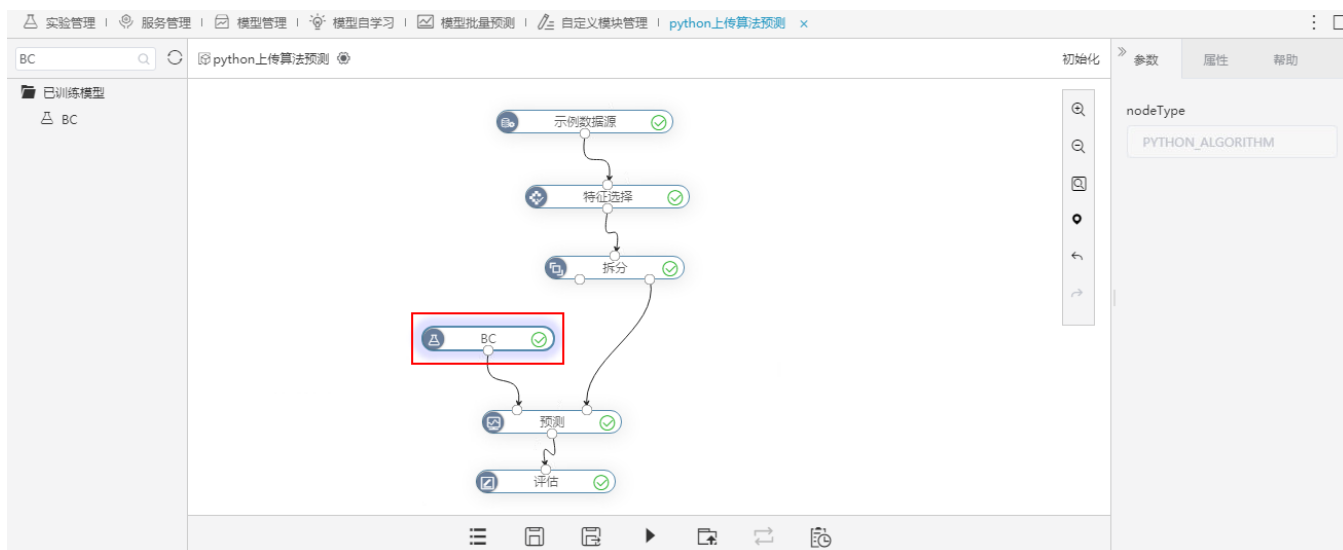 实验管理 服务管理 模型管理 模型自学习 模型批量预测 自定义模块管理 python上传算法预测 ×
BC python上传算法预测 初始化 参数 属性 帮助
已训练模型
BC
nodeType
PYTHON_ALGORITHM
示例数据源
特征选择
拆分
BC
预测
评估